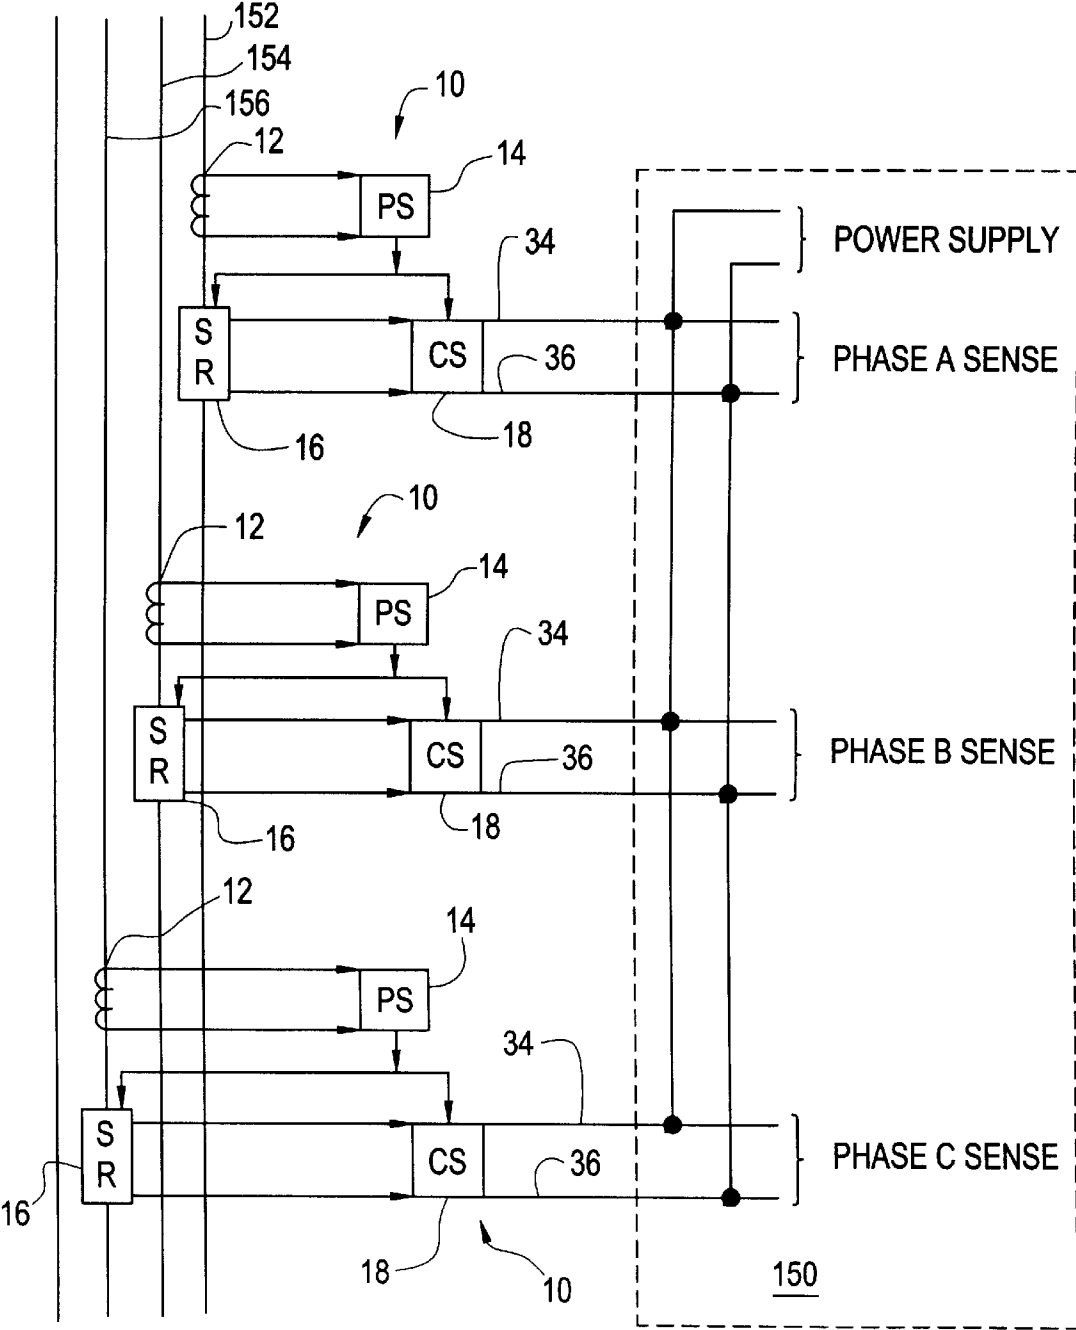 152
154
156
12
10
14
PS
34
POWER SUPPLY
S
R
CS
36
PHASE A SENSE
16
18
10
12
14
PS
34
S
R
CS
36
PHASE B SENSE
16
18
12
14
PS
34
S
R
CS
36
PHASE C SENSE
16
18
10
150